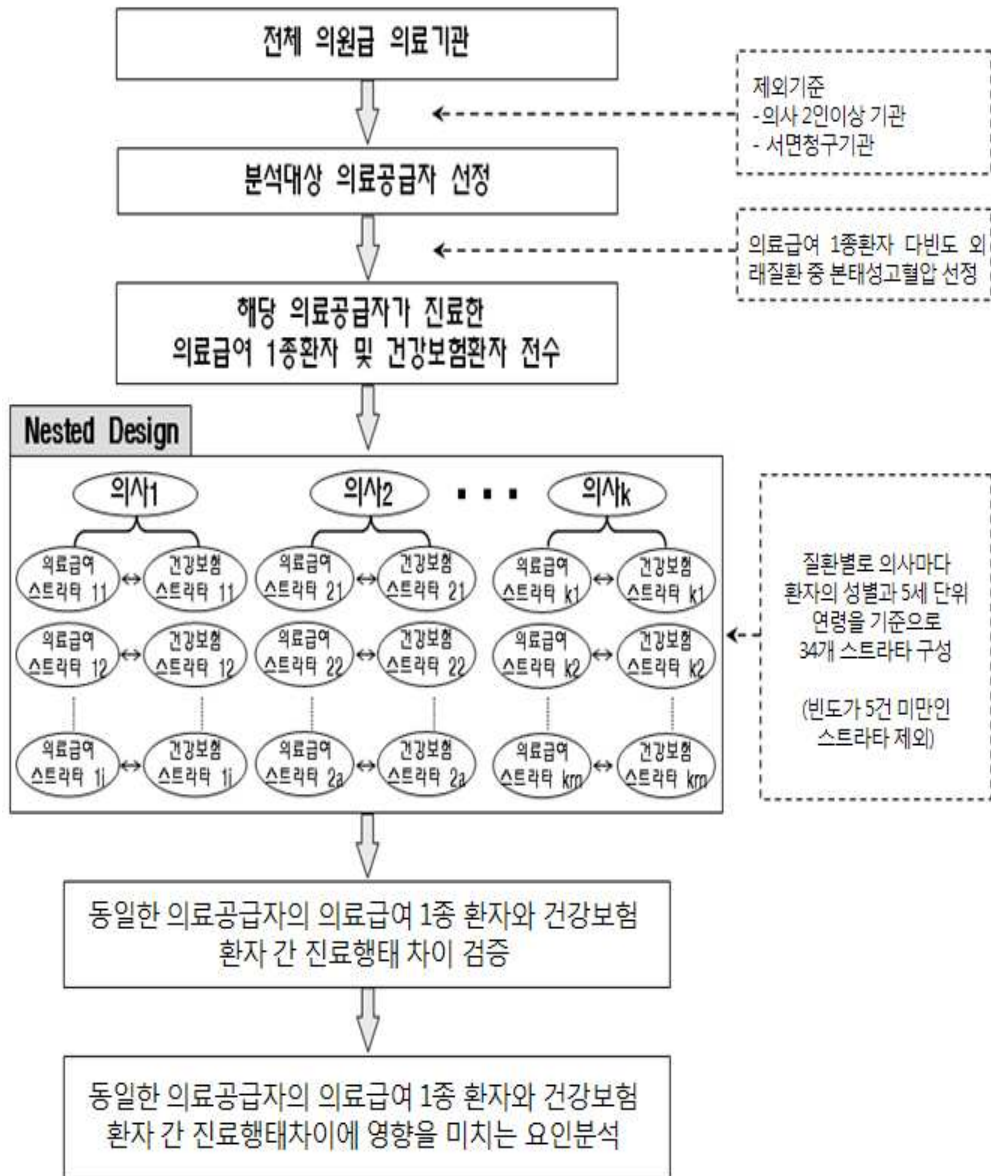 전체 의원급 의료기관
제외기준
- 의사 2인이상 기관
- 서면청구기관
분석대상 의료공급자 선정
의료급여 1종환자 다빈도 외
래질환 중 본태성고혈압 선정
해당 의료공급자가 진료한
의료급여 1종환자 및 건강보험환자 전수
Nested Design
의사1
의사2
▪ ▪ ▪
의사k
의료급여
스트라타 11
건강보험
스트라타 11
의료급여
스트라타 21
건강보험
스트라타 21
의료급여
스트라타 k1
건강보험
스트라타 k1
의료급여
스트라타 12
건강보험
스트라타 12
의료급여
스트라타 22
건강보험
스트라타 22
의료급여
스트라타 k2
건강보험
스트라타 k2
의료급여
스트라타 1i
건강보험
스트라타 1i
의료급여
스트라타 2a
건강보험
스트라타 2a
의료급여
스트라타 km
건강보험
스트라타 km
질환별로 의사마다
환자의 성별과 5세 단위
연령을 기준으로
34개 스트라타 구성
(빈도가 5건 미만인
스트라타 제외)
동일한 의료공급자의 의료급여 1종 환자와 건강보험
환자 간 진료행태 차이 검증
동일한 의료공급자의 의료급여 1종 환자와 건강보험
환자 간 진료행태차이에 영향을 미치는 요인분석